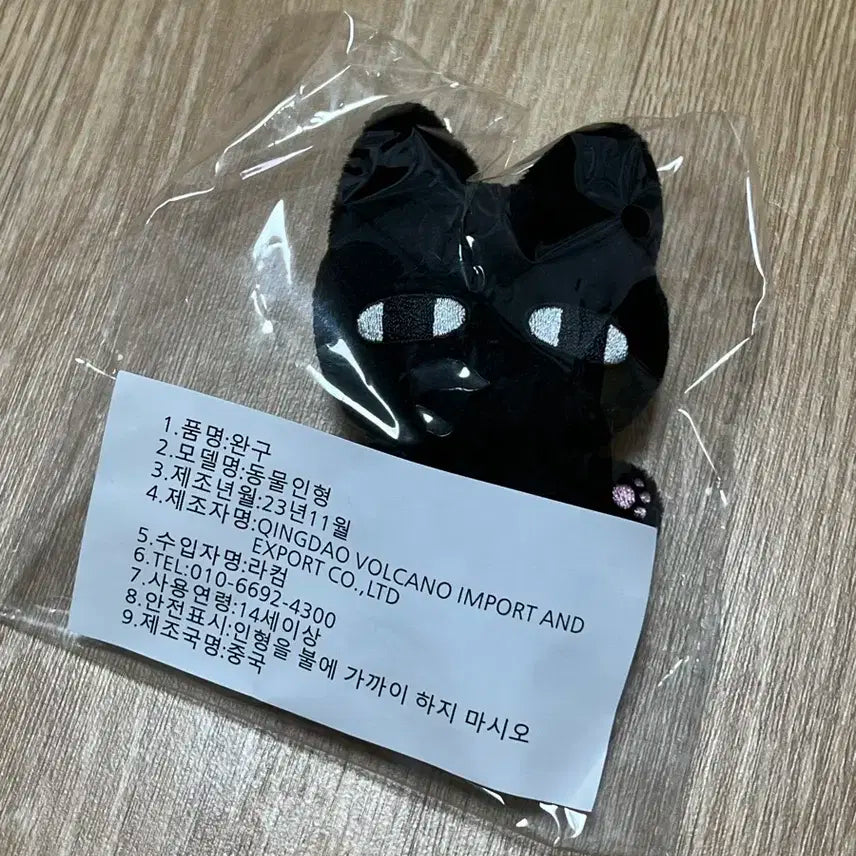 1.품명:완구
2.모델명:동물인형
3.제조년월:23년11월
4.제조자명:QINGDAO VOLCANO IMPORT AND
EXPORT CO.,LTD
5.수입자명:라컴
6.TEL:010-6692-4300
7.사용연령:14세이상
8.안전표시:인형을 불에 가까이 하지 마시오
9.제조국명:중국